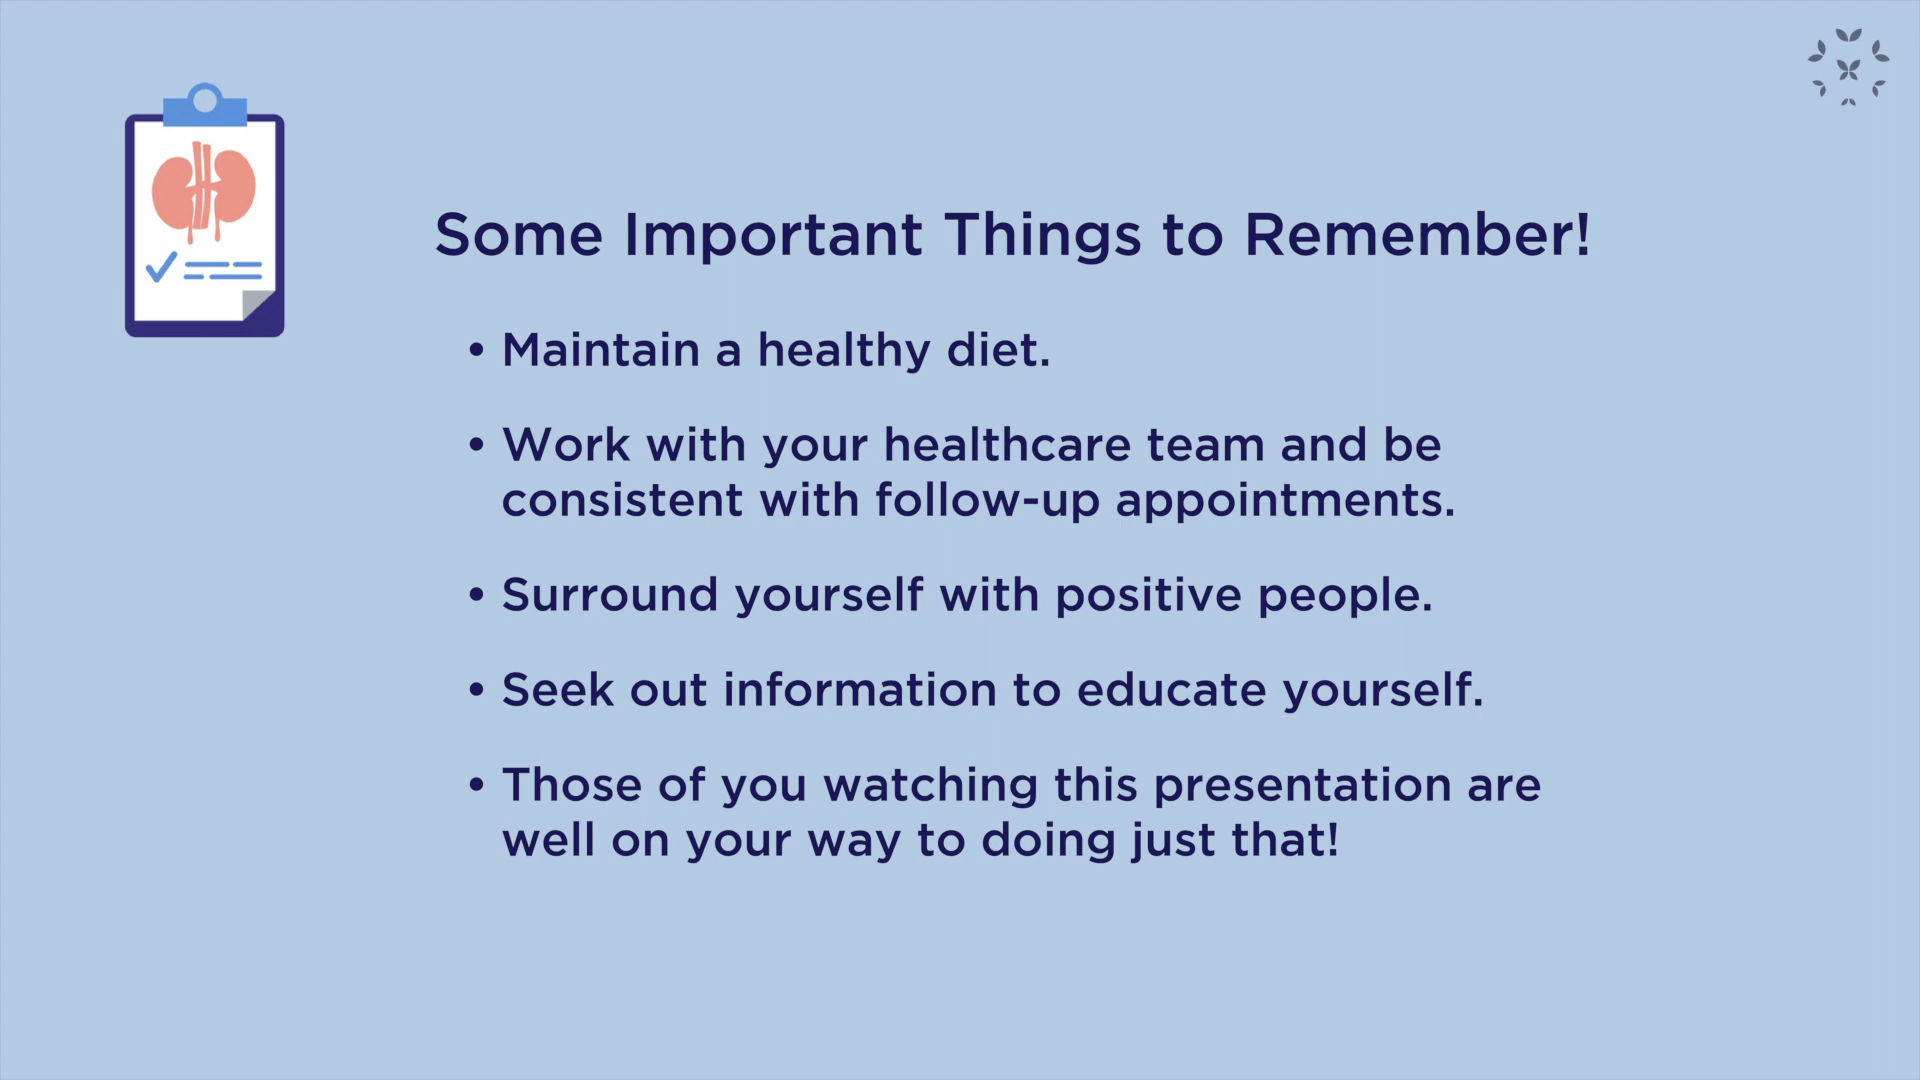 Some Important Things to Remember!
• Maintain a healthy diet.
• Work with your healthcare team and be
consistent with follow-up appointments.
• Surround yourself with positive people.
• Seek out information to educate yourself.
• Those of you watching this presentation are
well on your way to doing just that!